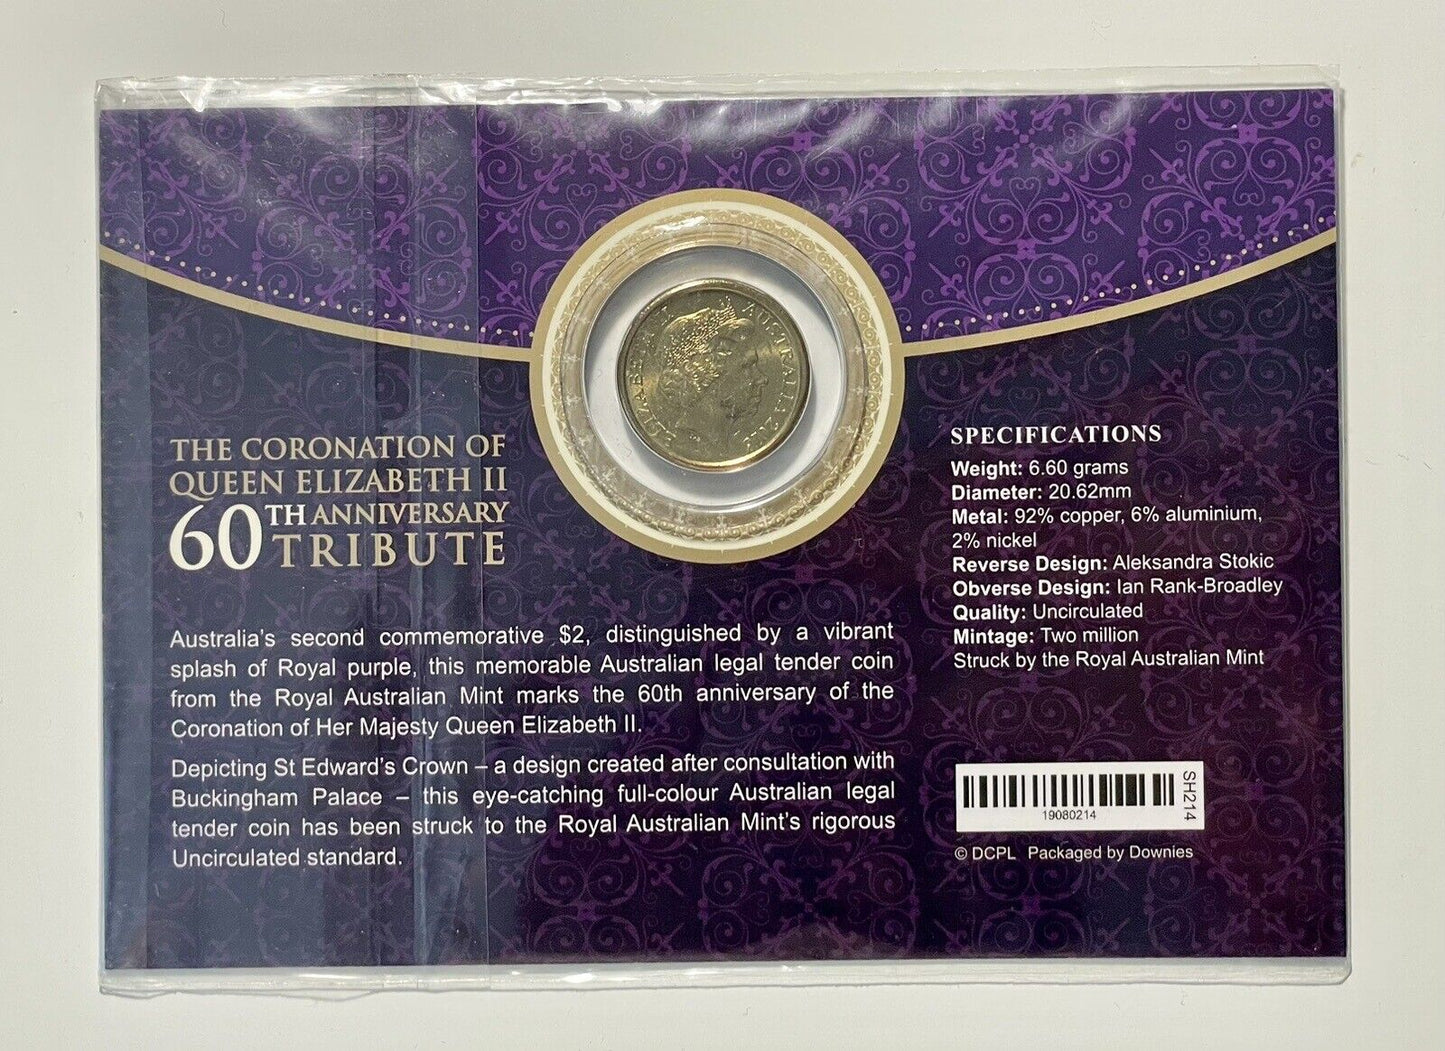 THE CORONATION OF
QUEEN ELIZABETH II
60TH ANNIVERSARY
TRIBUTE
Australia's second commemorative $2, distinguished by a vibrant
splash of Royal purple, this memorable Australian legal tender coin
from the Royal Australian Mint marks the 60th anniversary of the
Coronation of Her Majesty Queen Elizabeth II.
Depicting St Edward's Crown – a design created after consultation with
Buckingham Palace – this eye-catching full-colour Australian legal
tender coin has been struck to the Royal Australian Mint's rigorous
Uncirculated standard.
ELIZABETH II AUSTRALIA
SPECIFICATIONS
Weight: 6.60 grams
Diameter: 20.62mm
Metal: 92% copper, 6% aluminium,
2% nickel
Reverse Design: Aleksandra Stokic
Obverse Design: Ian Rank-Broadley
Quality: Uncirculated
Mintage: Two million
Struck by the Royal Australian Mint
19080214
SH214
© DCPL Packaged by Downies